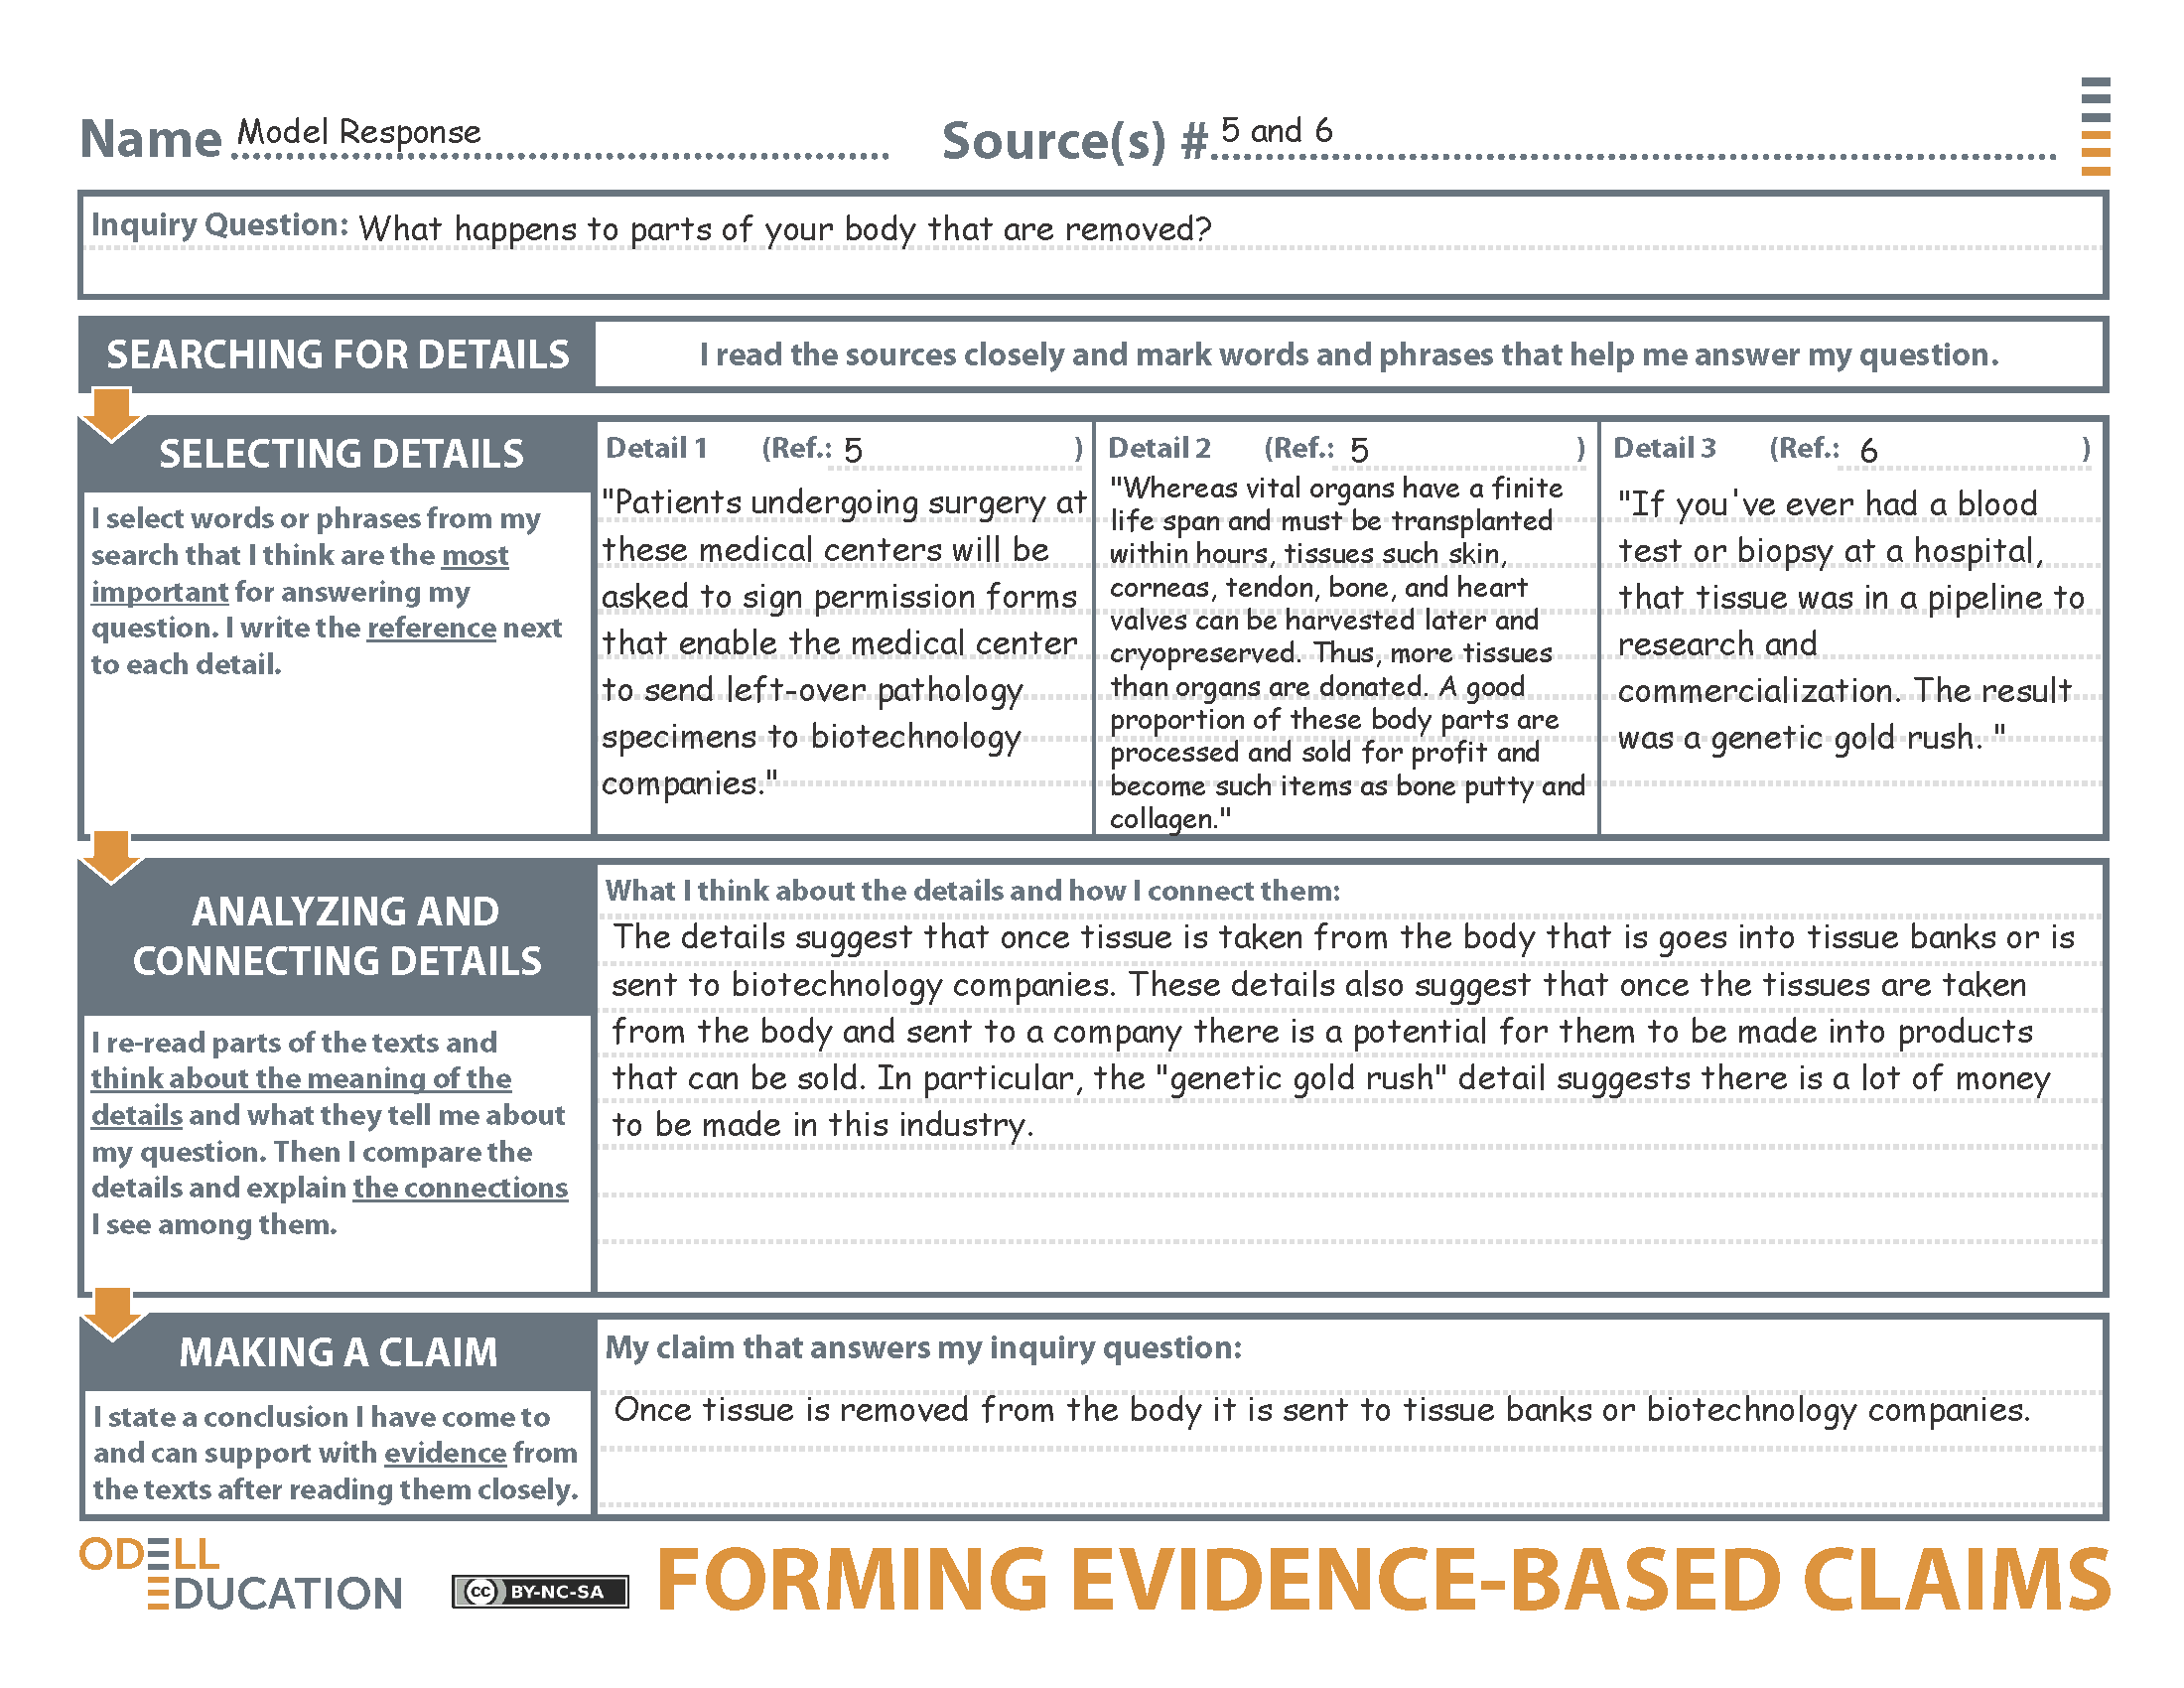 Name Model Response Source(s) # 5 and 6
Inquiry Question: What happens to parts of your body that are removed?
SEARCHING FOR DETAILS
I read the sources closely and mark words and phrases that help me answer my question.
SELECTING DETAILS
I select words or phrases from my
search that I think are the most
important for answering my
question. I write the reference next
to each detail.
Detail 1 (Ref.: 5 )
"Patients undergoing surgery at
these medical centers will be
asked to sign permission forms
that enable the medical center
to send left-over pathology
specimens to biotechnology
companies."
Detail 2 (Ref.: 5 )
"Whereas vital organs have a finite
life span and must be transplanted
within hours, tissues such skin,
corneas, tendon, bone, and heart
valves can be harvested later and
cryopreserved. Thus, more tissues
than organs are donated. A good
proportion of these body parts are
processed and sold for profit and
become such items as bone putty and
collagen."
Detail 3 (Ref.: 6 )
"If you've ever had a blood
test or biopsy at a hospital,
that tissue was in a pipeline to
research and
commercialization. The result
was a genetic gold rush. "
ANALYZING AND
CONNECTING DETAILS
I re-read parts of the texts and
think about the meaning of the
details and what they tell me about
my question. Then I compare the
details and explain the connections
I see among them.
What I think about the details and how I connect them:
The details suggest that once tissue is taken from the body that is goes into tissue banks or is
sent to biotechnology companies. These details also suggest that once the tissues are taken
from the body and sent to a company there is a potential for them to be made into products
that can be sold. In particular, the "genetic gold rush" detail suggests there is a lot of money
to be made in this industry.
MAKING A CLAIM
I state a conclusion I have come to
and can support with evidence from
the texts after reading them closely.
My claim that answers my inquiry question:
Once tissue is removed from the body it is sent to tissue banks or biotechnology companies.
ODELL
EDUCATION
cc BY-NC-SA
FORMING EVIDENCE-BASED CLAIMS